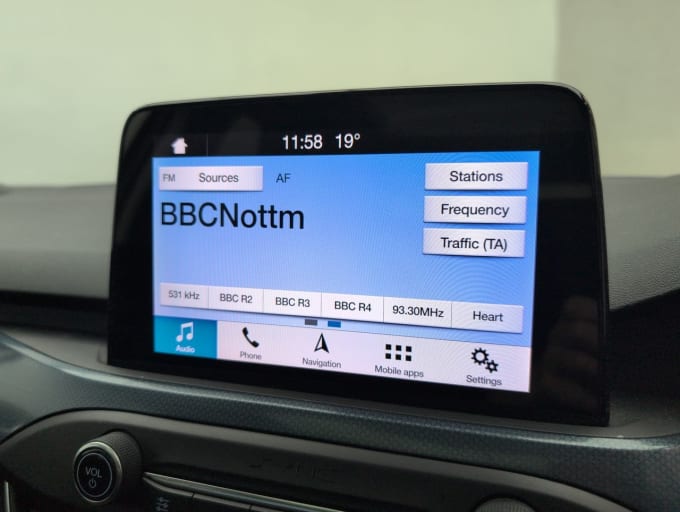 11:58 19°
FM Sources AF Stations
BBCNottm
Frequency
Traffic (TA)
531 kHz BBC R2 BBC R3 BBC R4 93.30MHz Heart
Audio Phone Navigation Mobile apps Settings
VOL